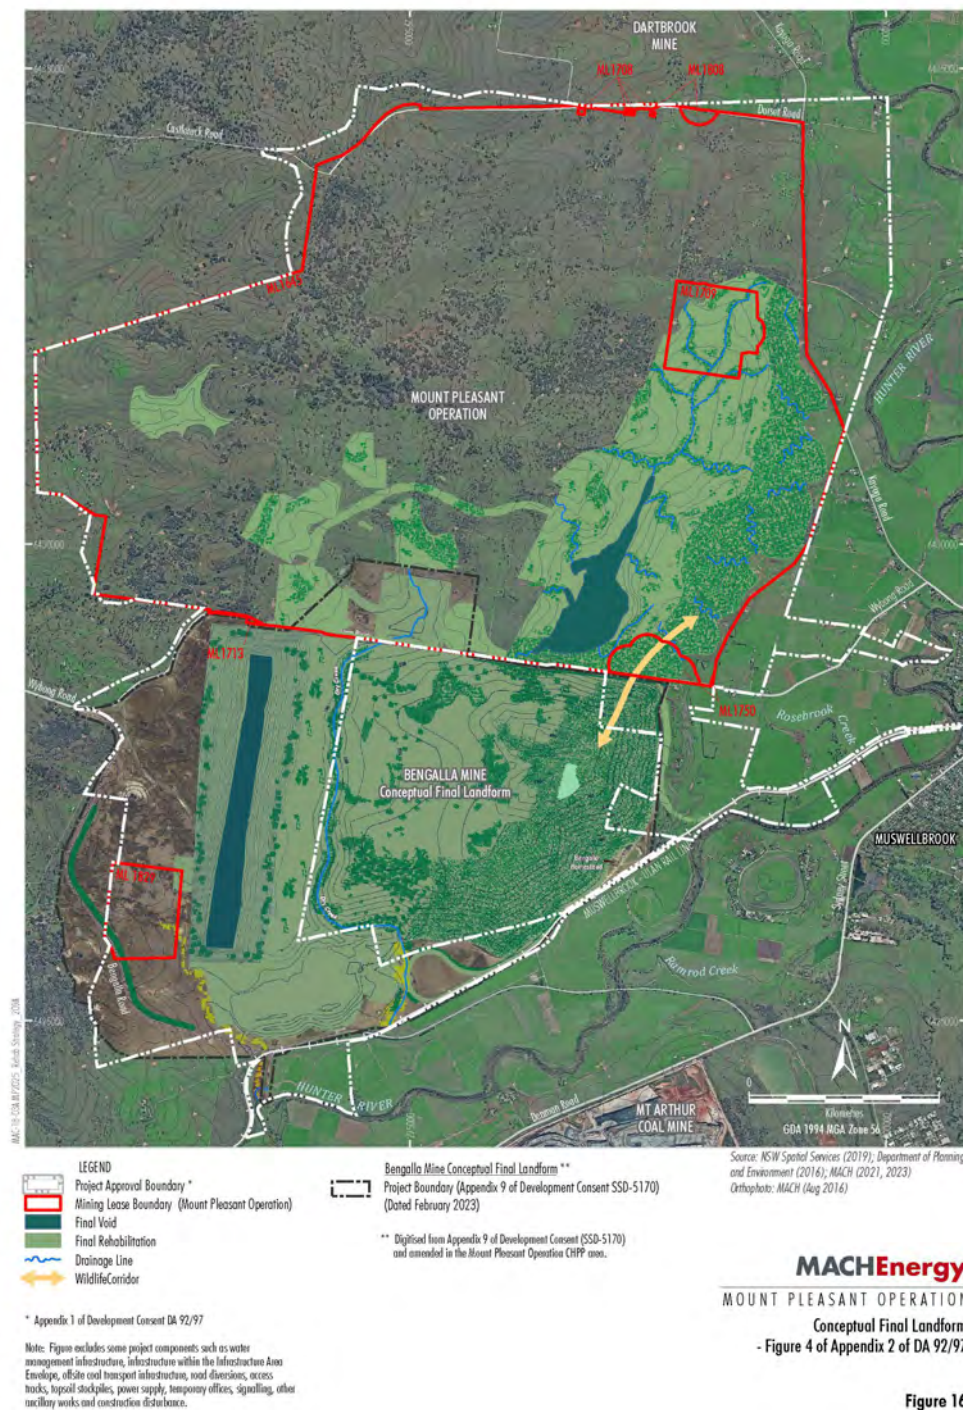 DARTBROOK
MINE
ML1708
ML1808
Dorset Road
Castlerock Road
ML1645
ML1709
HUNTER RIVER
MOUNT PLEASANT
OPERATION
Kayuga Road
Wybong Road
ML1713
Wybong Road
ML1750
Rosebrook
Creek
BENGALLA MINE
Conceptual Final Landform
MUSWELLBROOK
Bengalla
Homestead
Dry Creek
Bengalla Road
Ramrod Creek
N
HUNTER RIVER
Denman Road
MT ARTHUR
COAL MINE
0
2
Kilometres
GDA 1994 MGA Zone 56
LEGEND
Project Approval Boundary *
Mining Lease Boundary (Mount Pleasant Operation)
Final Void
Final Rehabilitation
Drainage Line
WildlifeCorridor
Bengalla Mine Conceptual Final Landform **
Project Boundary (Appendix 9 of Development Consent SSD-5170)
(Dated February 2023)
** Digitised from Appendix 9 of Development Consent (SSD-5170)
and amended in the Mount Pleasant Operation CHPP area.
Source: NSW Spatial Services (2019); Department of Planning
and Environment (2016); MACH (2021, 2023)
Orthophoto: MACH (Aug 2016)
* Appendix 1 of Development Consent DA 92/97
Note: Figure excludes some project components such as water
management infrastructure, infrastructure within the Infrastructure Area
Envelope, offsite coal transport infrastructure, road diversions, access
tracks, topsoil stockpiles, power supply, temporary offices, signalling, other
ancillary works and construction disturbance.
MACHEnergy
MOUNT PLEASANT OPERATION
Conceptual Final Landform
- Figure 4 of Appendix 2 of DA 92/97
Figure 16